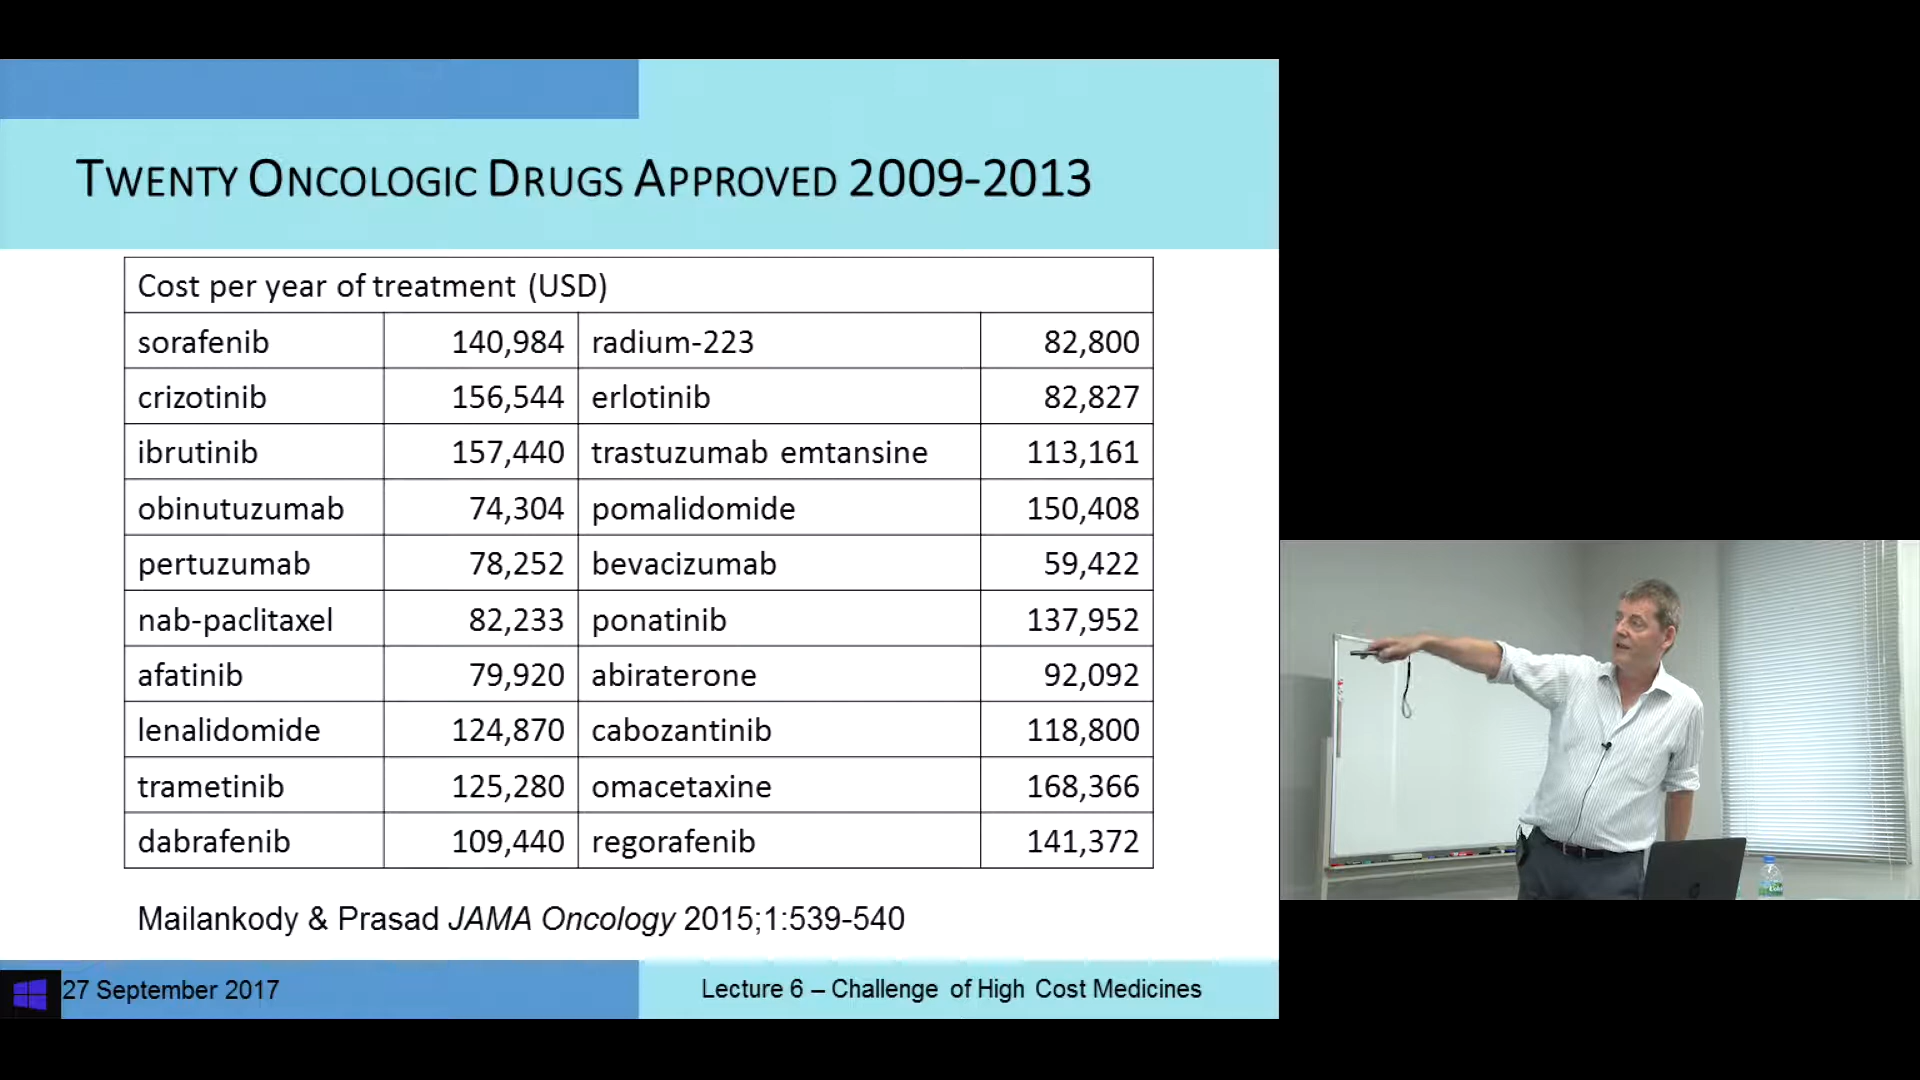 TWENTY ONCOLOGIC DRUGS APPROVED 2009-2013
Cost per year of treatment (USD)
sorafenib 140,984 radium-223 82,800
crizotinib 156,544 erlotinib 82,827
ibrutinib 157,440 trastuzumab emtansine 113,161
obinutuzumab 74,304 pomalidomide 150,408
pertuzumab 78,252 bevacizumab 59,422
nab-paclitaxel 82,233 ponatinib 137,952
afatinib 79,920 abiraterone 92,092
lenalidomide 124,870 cabozantinib 118,800
trametinib 125,280 omacetaxine 168,366
dabrafenib 109,440 regorafenib 141,372
Mailankody & Prasad JAMA Oncology 2015;1:539-540
27 September 2017
Lecture 6 – Challenge of High Cost Medicines